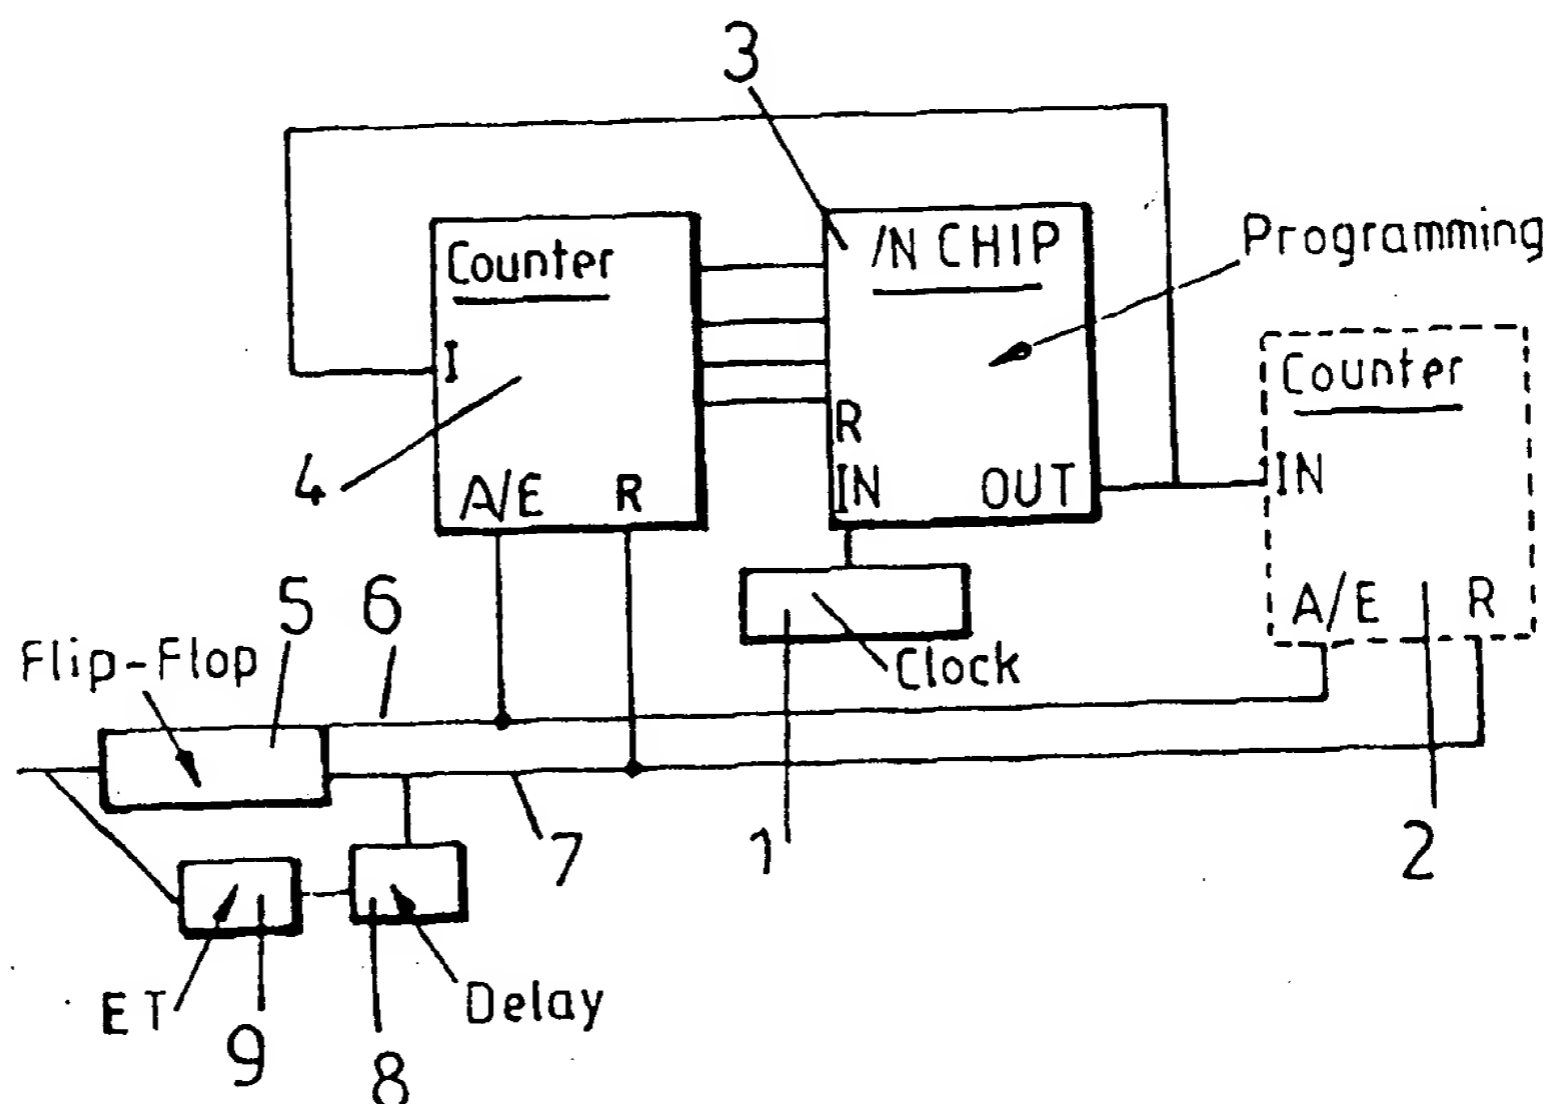 3
Counter
/N CHIP
Programming
I
Counter
R
4
A/E R
IN OUT
IN
5 6
Flip-Flop
A/E R
Clock
7
1
2
ET
9
8
Delay